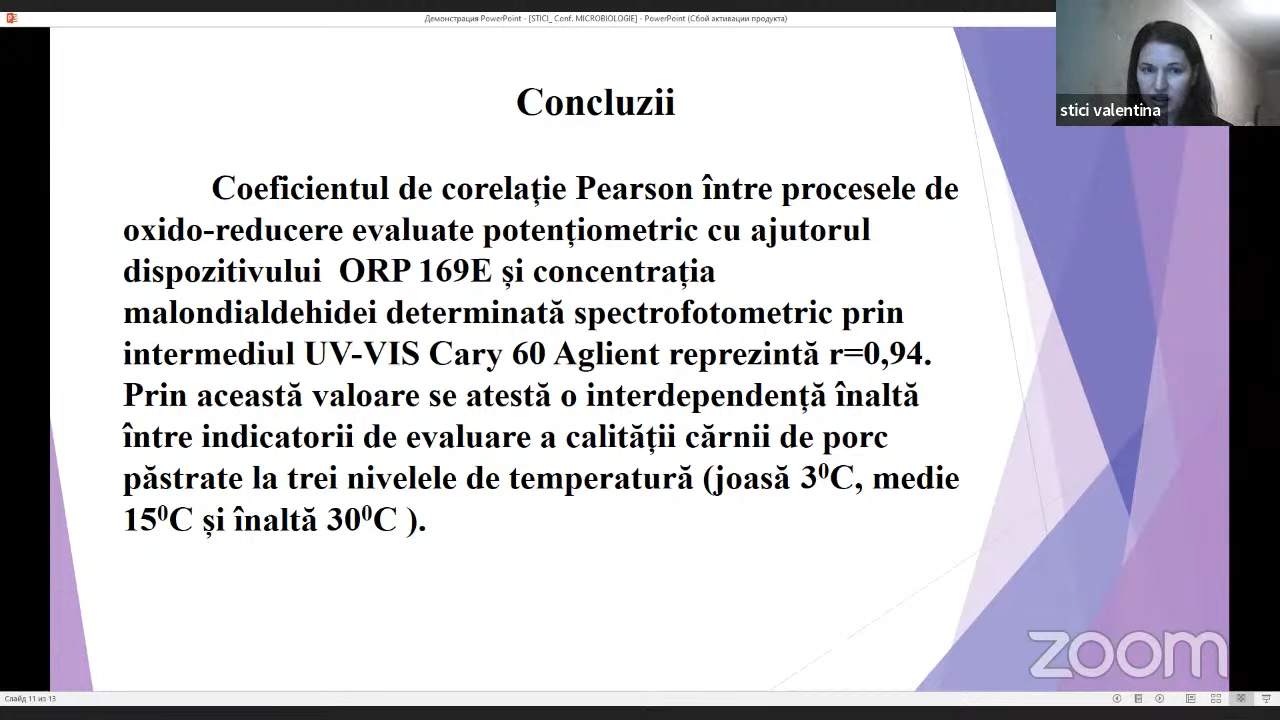 Демонстрация PowerPoint - [STICI_ Conf. MICROBIOLOGIE] - PowerPoint (Сбой активации продукта)
stici valentina
Concluzii
Coeficientul de corelație Pearson între procesele de
oxido-reducere evaluate potențiometric cu ajutorul
dispozitivului ORP 169E și concentrația
malondialdehidei determinată spectrofotometric prin
intermediul UV-VIS Cary 60 Aglient reprezintă r=0,94.
Prin această valoare se atestă o interdependență înaltă
între indicatorii de evaluare a calității cărnii de porc
păstrate la trei nivelele de temperatură (joasă 3⁰C, medie
15⁰C și înaltă 30⁰C ).
zoom
Слайд 11 из 13